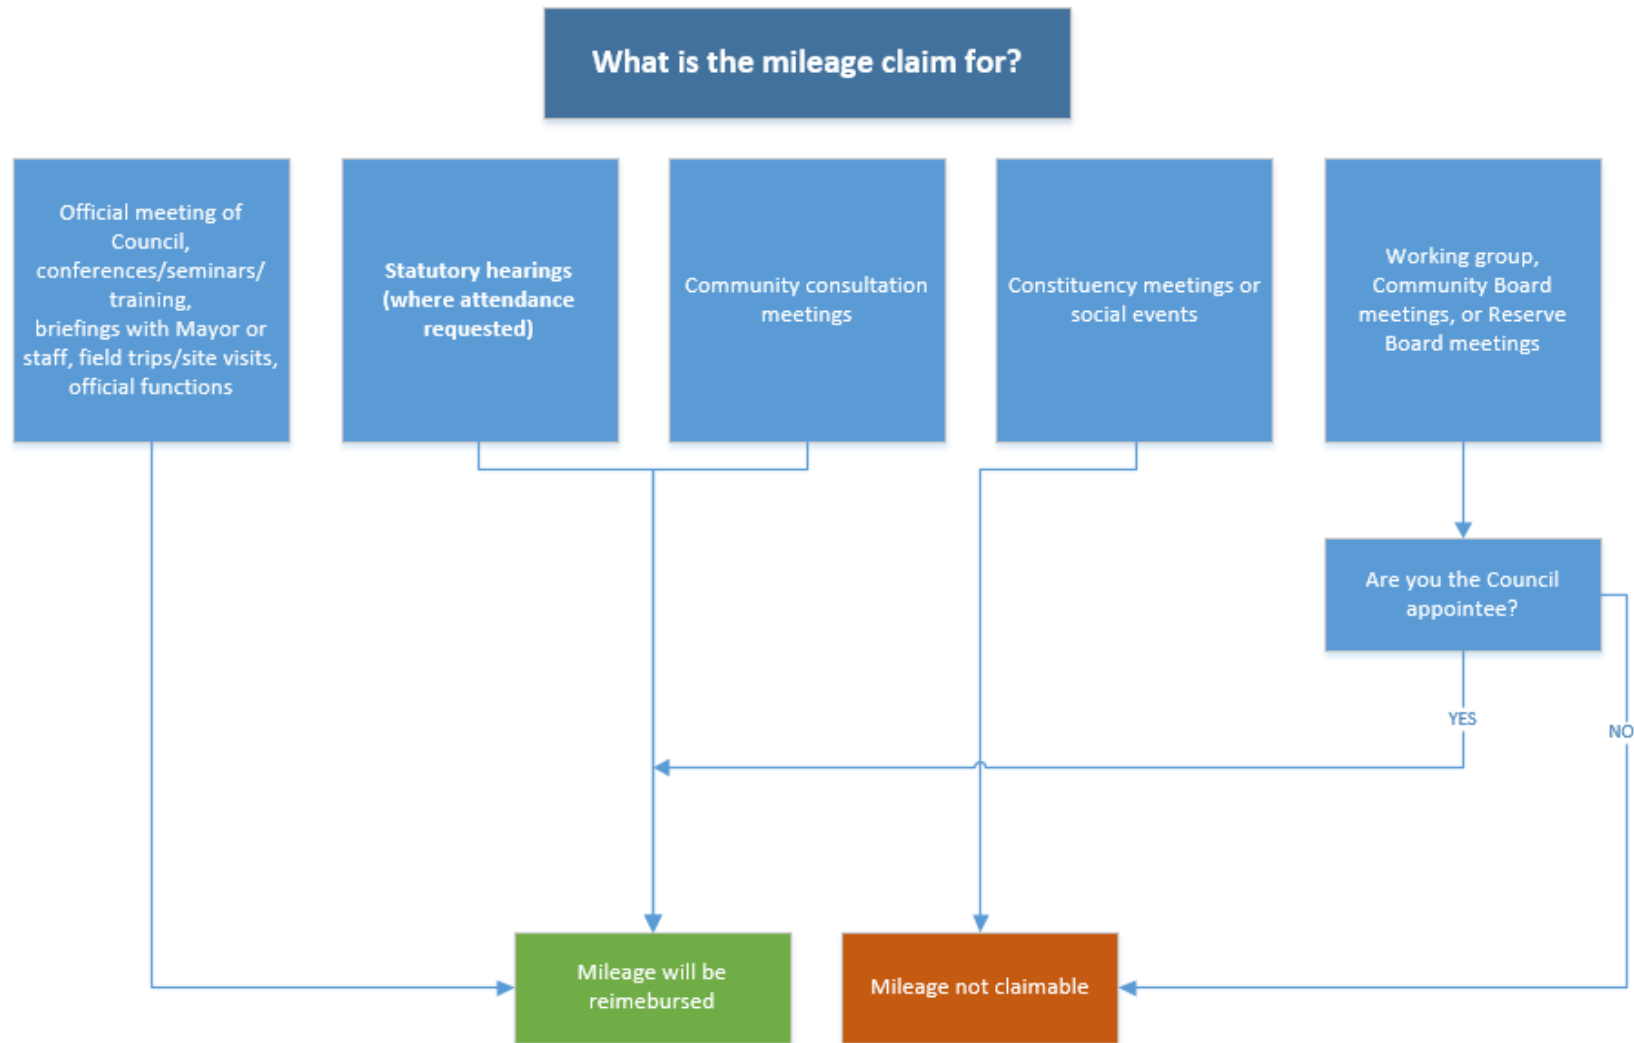 What is the mileage claim for?
Official meeting of
Council,
conferences/seminars/
training,
briefings with Mayor or
staff, field trips/site visits,
official functions
Statutory hearings
(where attendance
requested)
Community consultation
meetings
Constituency meetings or
social events
Working group,
Community Board
meetings, or Reserve
Board meetings
Are you the Council
appointee?
YES
NO
Mileage will be
reimebursed
Mileage not claimable